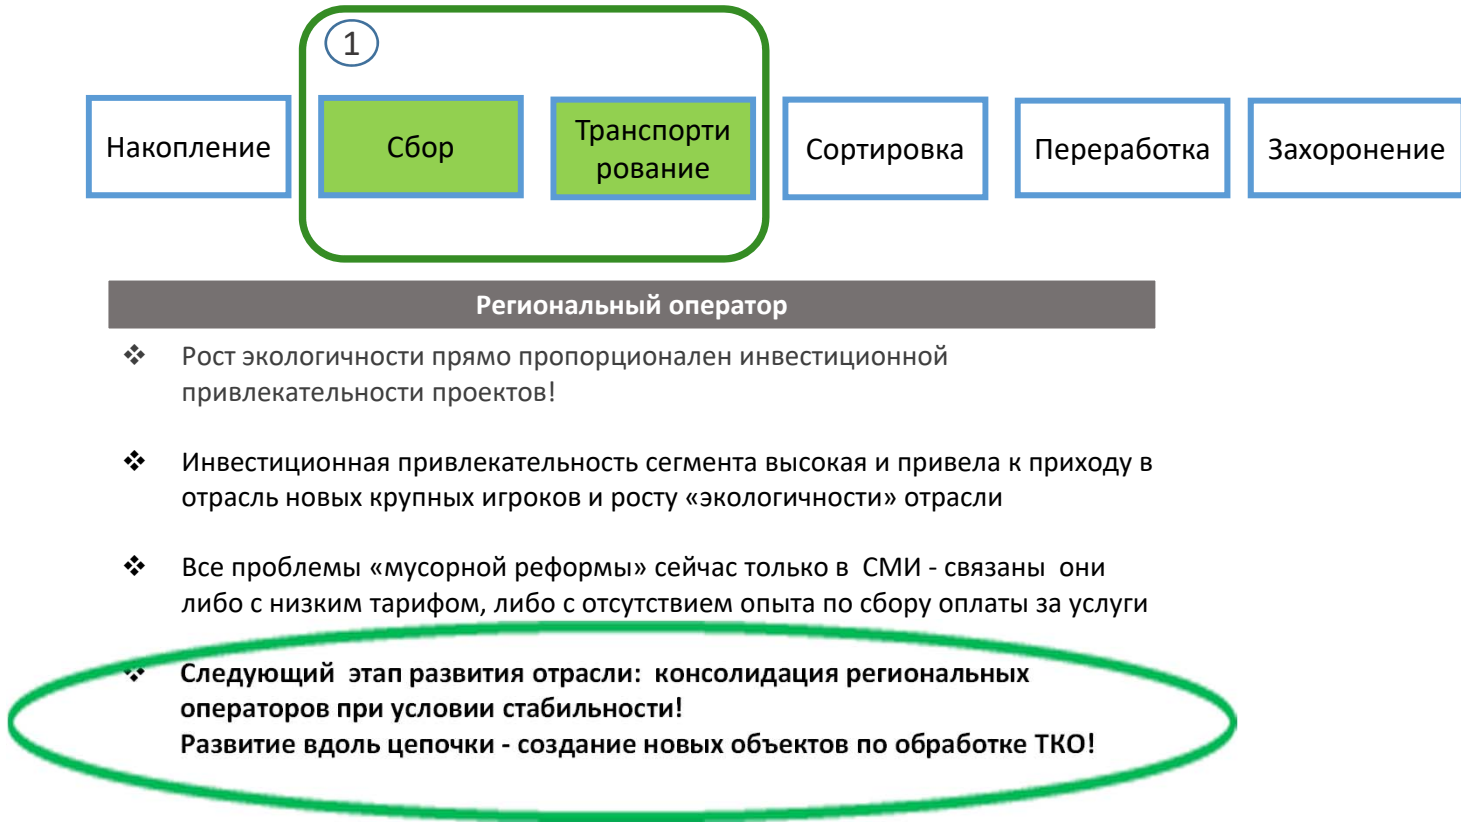 1
Накопление
Сбор
Транспорти
рование
Сортировка
Переработка
Захоронение
Региональный оператор
❖ Рост экологичности прямо пропорционален инвестиционной
привлекательности проектов!
❖ Инвестиционная привлекательность сегмента высокая и привела к приходу в
отрасль новых крупных игроков и росту «экологичности» отрасли
❖ Все проблемы «мусорной реформы» сейчас только в СМИ - связаны они
либо с низким тарифом, либо с отсутствием опыта по сбору оплаты за услуги
❖ Следующий этап развития отрасли: консолидация региональных
операторов при условии стабильности!
Развитие вдоль цепочки - создание новых объектов по обработке ТКО!